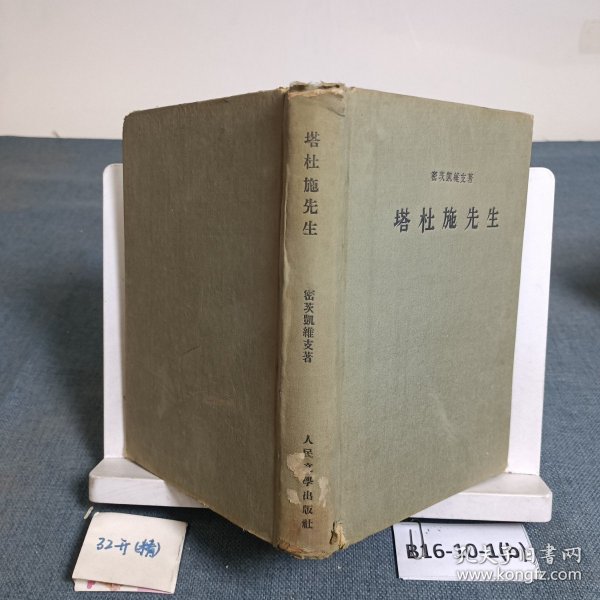 塔杜施先生
密茨凱維支著
人民文學出版社
密茨凱維支著
塔杜施先生
32开(精)
B16-10-1(b)
孔夫子旧书网
www.kongfz.com